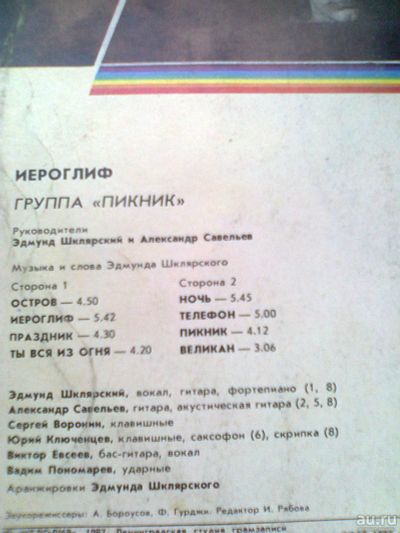 ИЕРОГЛИФ
ГРУППА «ПИКНИК»
Руководители
Эдмунд Шклярский и Александр Савельев
Музыка и слова Эдмунда Шклярского
Сторона 1
ОСТРОВ — 4.50
ИЕРОГЛИФ — 5.42
ПРАЗДНИК — 4.30
ТЫ ВСЯ ИЗ ОГНЯ — 4.20
Сторона 2
НОЧЬ — 5.45
ТЕЛЕФОН — 5.00
ПИКНИК — 4.12
ВЕЛИКАН — 3.06
Эдмунд Шклярский, вокал, гитара, фортепиано (1, 8)
Александр Савельев, гитара, акустическая гитара (2, 5, 8)
Сергей Воронин, клавишные
Юрий Ключенцев, клавишные, саксофон (6), скрипка (8)
Виктор Евсеев, бас-гитара, вокал
Вадим Пономарев, ударные
Аранжировки Эдмунда Шклярского
Звукорежиссеры: А. Бороусов, Ф. Гурджи. Редактор И. Рябова
1987. Ленинградская студия грамзаписи
au.ru